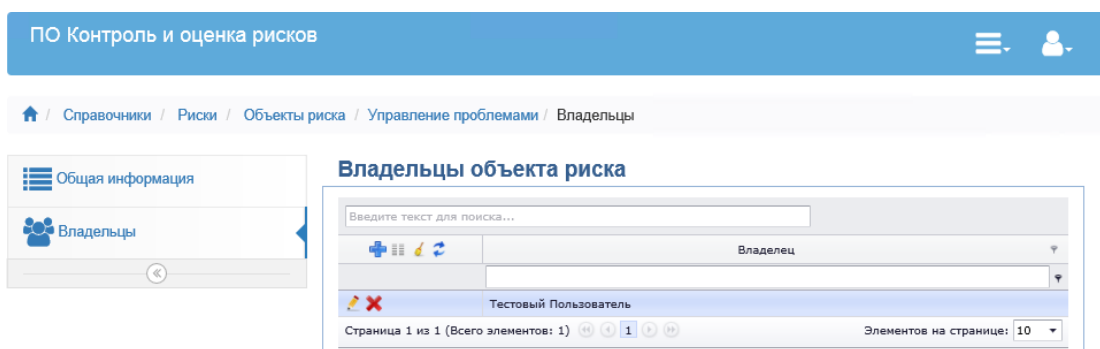 ПО Контроль и оценка рисков
/ Справочники / Риски / Объекты риска / Управление проблемами / Владельцы
Общая информация
Владельцы
Владельцы объекта риска
Введите текст для поиска...
Владелец
Тестовый Пользователь
Страница 1 из 1 (Всего элементов: 1) 1 Элементов на странице: 10